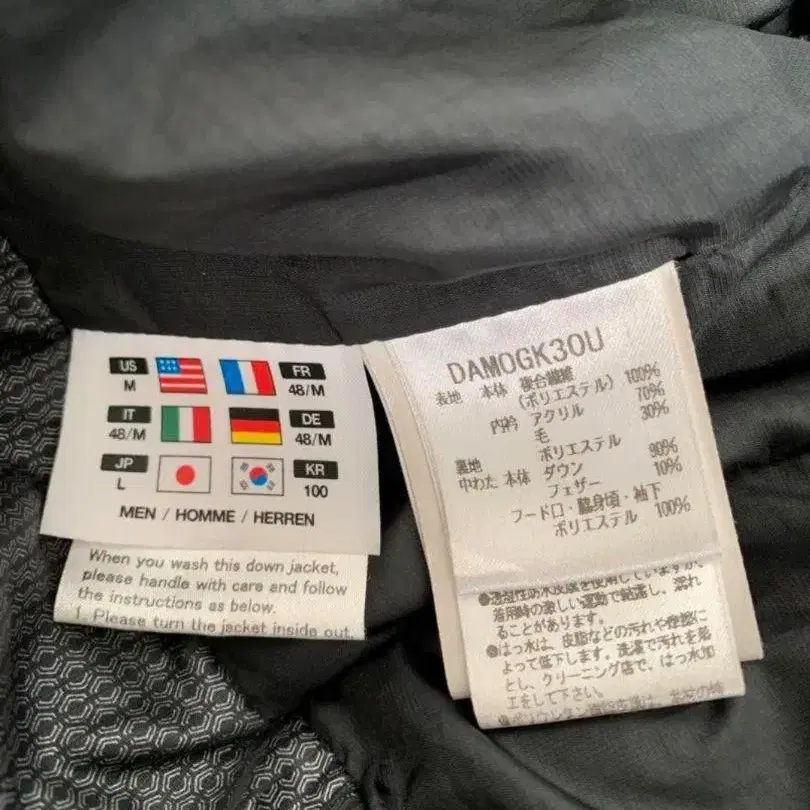 US
M
FR
48/M
IT
48/M
DE
48/M
JP
L
KR
100
MEN / HOMME / HERREN
When you wash this down jacket,
please handle with care and follow
the instructions as below.
1. Please turn the jacket inside out.
DAMOGK30U
表地 本体 複合繊維
(ポリエステル) 100%
内衿 アクリル 70%
毛 30%
裏地 ポリエステル
中わた 本体 ダウン 90%
フェザー 10%
フードロ・脇身頃・袖下
ポリエステル 100%
着用時の激しい運動で結露し、濡れ
ることがあります。
●はっ水は、皮脂などの汚れや摩擦に
よって低下します。洗濯で汚れを落
とし、クリーニング店で、はっ水加
工をして下さい。